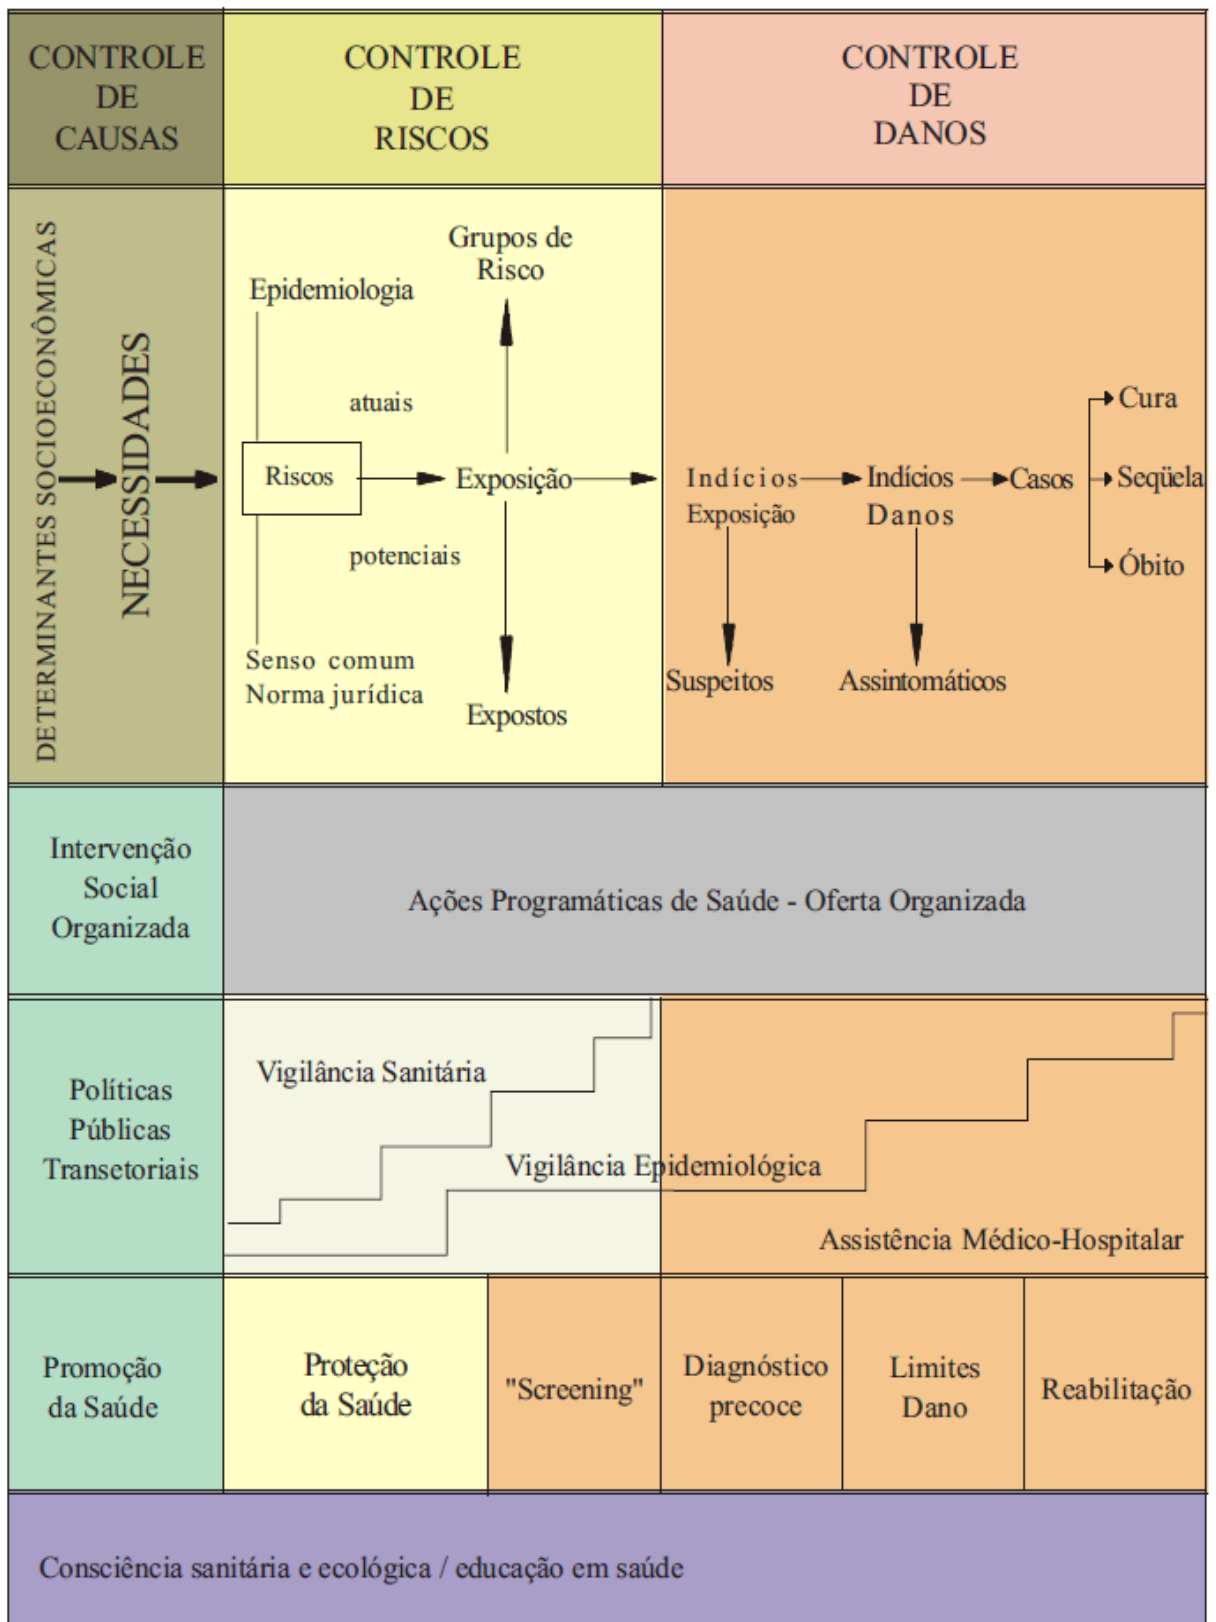 CONTROLE
DE
CAUSAS
CONTROLE
DE
RISCOS
CONTROLE
DE
DANOS
DETERMINANTES SOCIOECONÔMICAS
NECESSIDADES
Epidemiologia
Grupos de
Risco
atuais
Riscos
Exposição
potenciais
Senso comum
Norma jurídica
Expostos
Indícios
Exposição
Indícios
Danos
Casos
Cura
Seqüela
Óbito
Suspeitos
Assintomáticos
Intervenção
Social
Organizada
Ações Programáticas de Saúde - Oferta Organizada
Políticas
Públicas
Transetoriais
Vigilância Sanitária
Vigilância Epidemiológica
Assistência Médico-Hospitalar
Promoção
da Saúde
Proteção
da Saúde
"Screening"
Diagnóstico
precoce
Limites
Dano
Reabilitação
Consciência sanitária e ecológica / educação em saúde